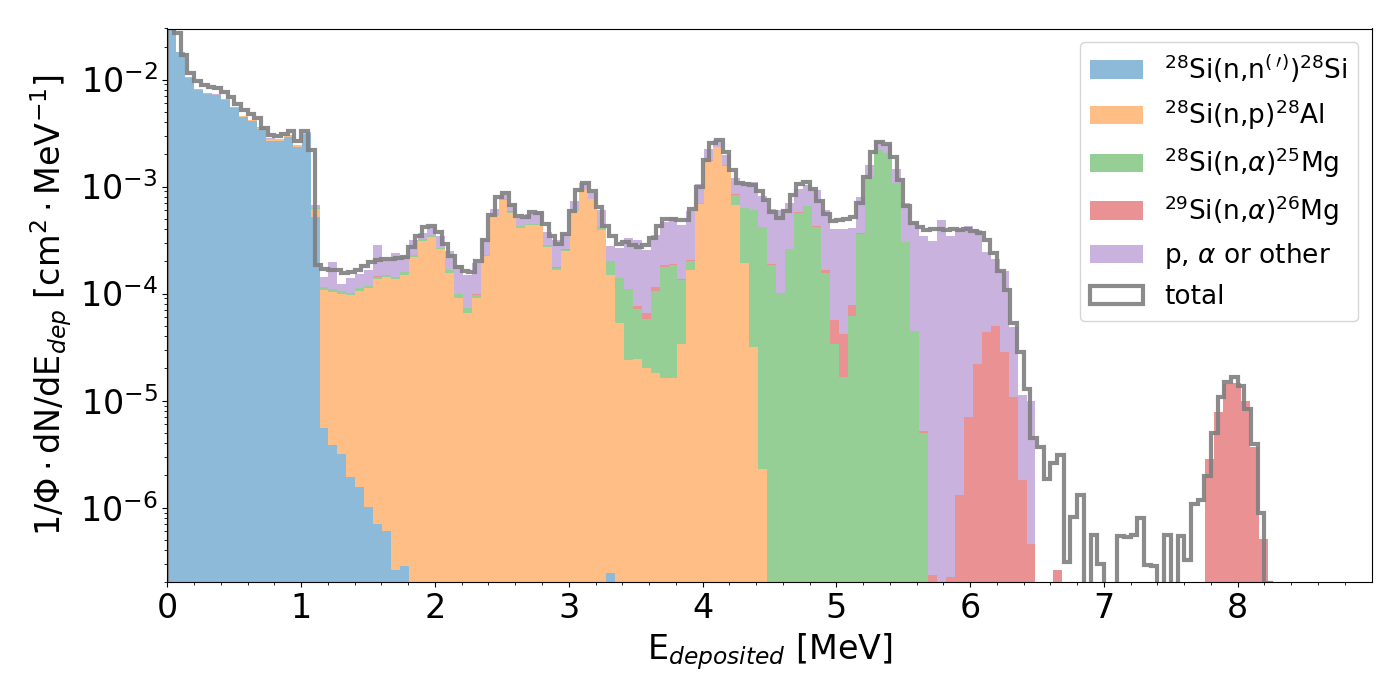 1/Φ · dN/dE_dep [cm² · MeV⁻¹]
10⁻²
10⁻³
10⁻⁴
10⁻⁵
10⁻⁶
²⁸Si(n,n⁽′⁾)²⁸Si
²⁸Si(n,p)²⁸Al
²⁸Si(n,α)²⁵Mg
²⁹Si(n,α)²⁶Mg
p, α or other
total
0 1 2 3 4 5 6 7 8
E_deposited [MeV]